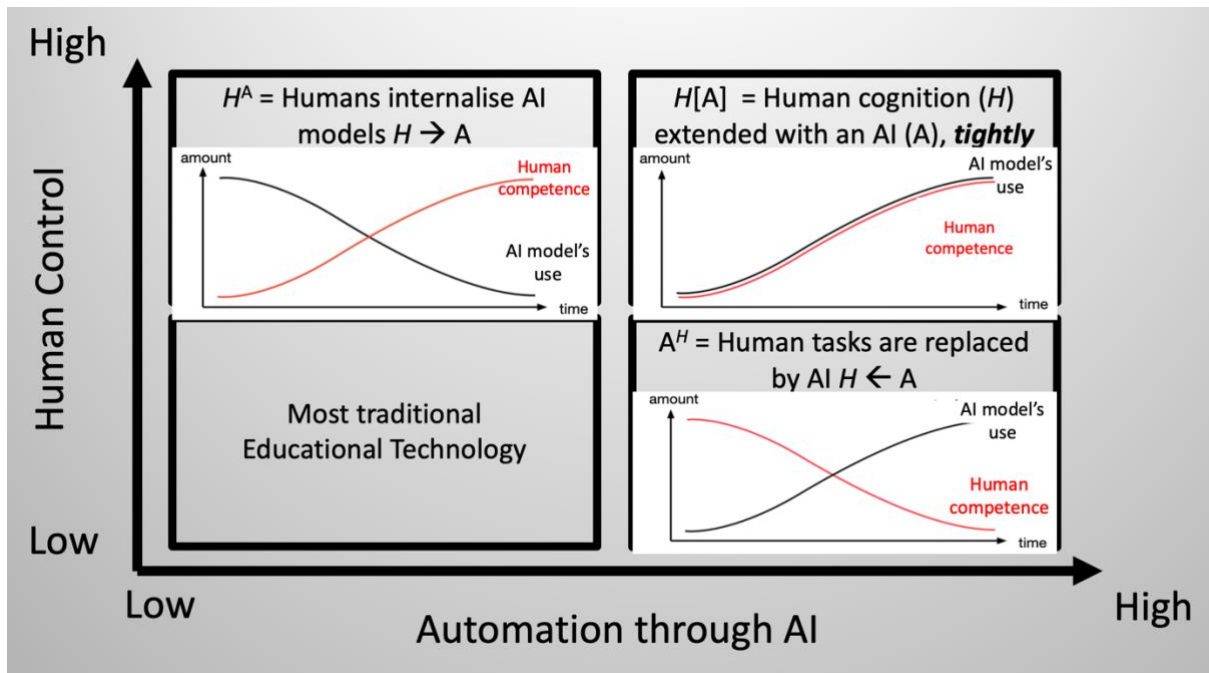 High
Human Control
Low
Hᴬ = Humans internalise AI
models H → A
amount
Human
competence
AI model's
use
time
H[A] = Human cognition (H)
extended with an AI (A), tightly
amount
AI model's
use
Human
competence
time
Most traditional
Educational Technology
Aᴴ = Human tasks are replaced
by AI H ← A
amount
AI model's
use
Human
competence
time
Low
Automation through AI
High